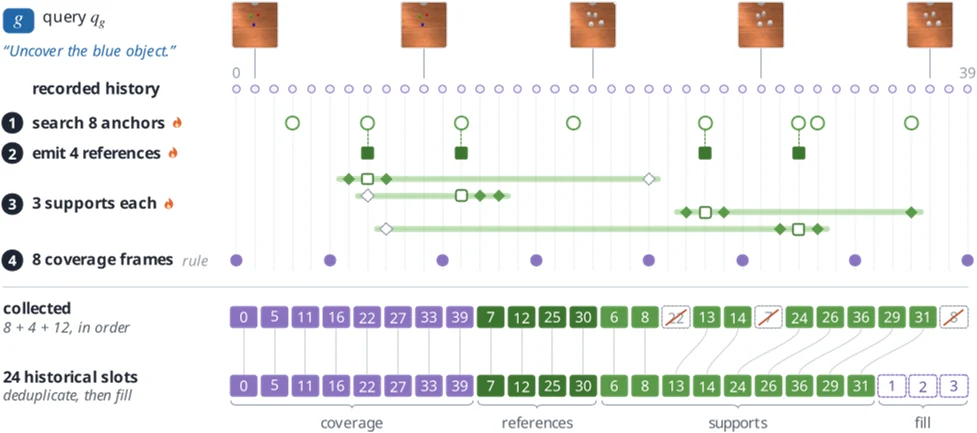 g query qg
“Uncover the blue object.”
0 39
recorded history
1 search 8 anchors
2 emit 4 references
3 3 supports each
4 8 coverage frames rule
collected
8 + 4 + 12, in order
0 5 11 16 22 27 33 39 7 12 25 30 6 8 22 13 14 7 24 26 36 29 31 8
24 historical slots
deduplicate, then fill
0 5 11 16 22 27 33 39 7 12 25 30 6 8 13 14 24 26 36 29 31 1 2 3
coverage references supports fill